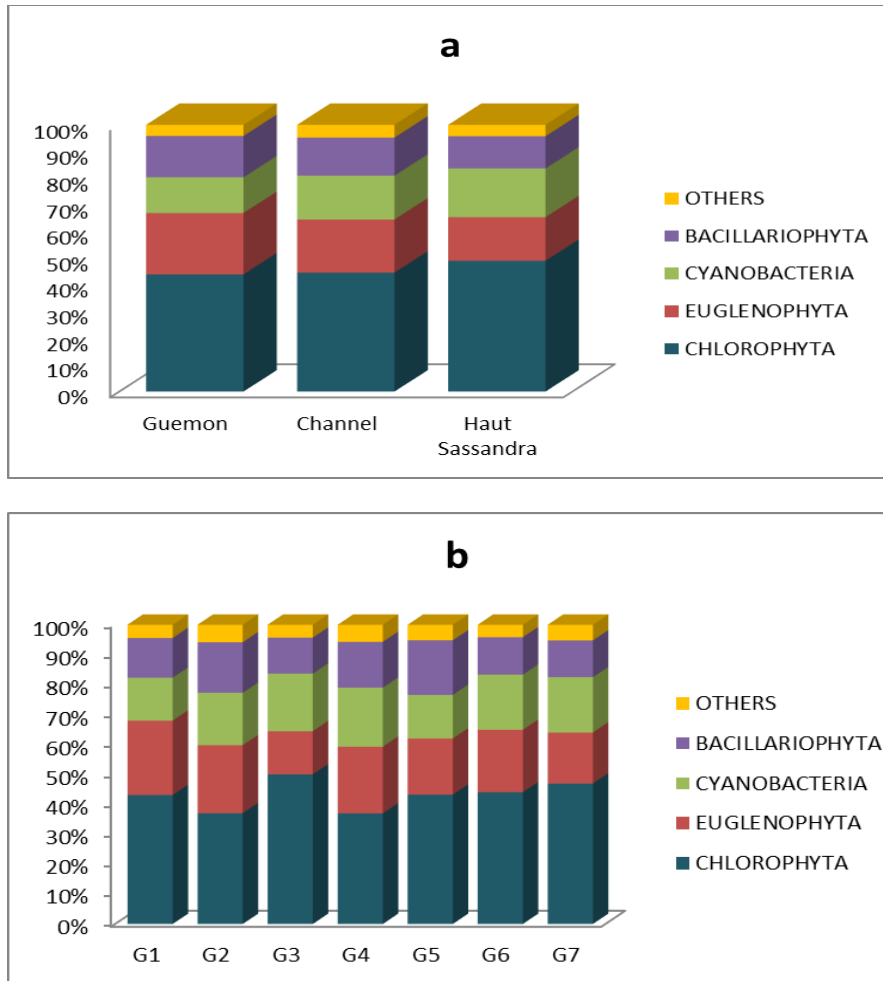 a
100%
90%
80%
70%
60%
50%
40%
30%
20%
10%
0%
Guemon
Channel
Haut
Sassandra
OTHERS
BACILLARIOPHYTA
CYANOBACTERIA
EUGLENOPHYTA
CHLOROPHYTA
b
100%
90%
80%
70%
60%
50%
40%
30%
20%
10%
0%
G1 G2 G3 G4 G5 G6 G7
OTHERS
BACILLARIOPHYTA
CYANOBACTERIA
EUGLENOPHYTA
CHLOROPHYTA